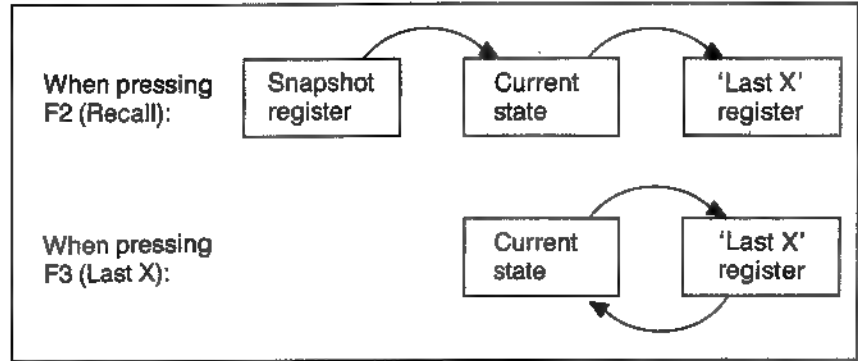 When pressing
F2 (Recall):
Snapshot
register
Current
state
‘Last X’
register
When pressing
F3 (Last X):
Current
state
‘Last X’
register